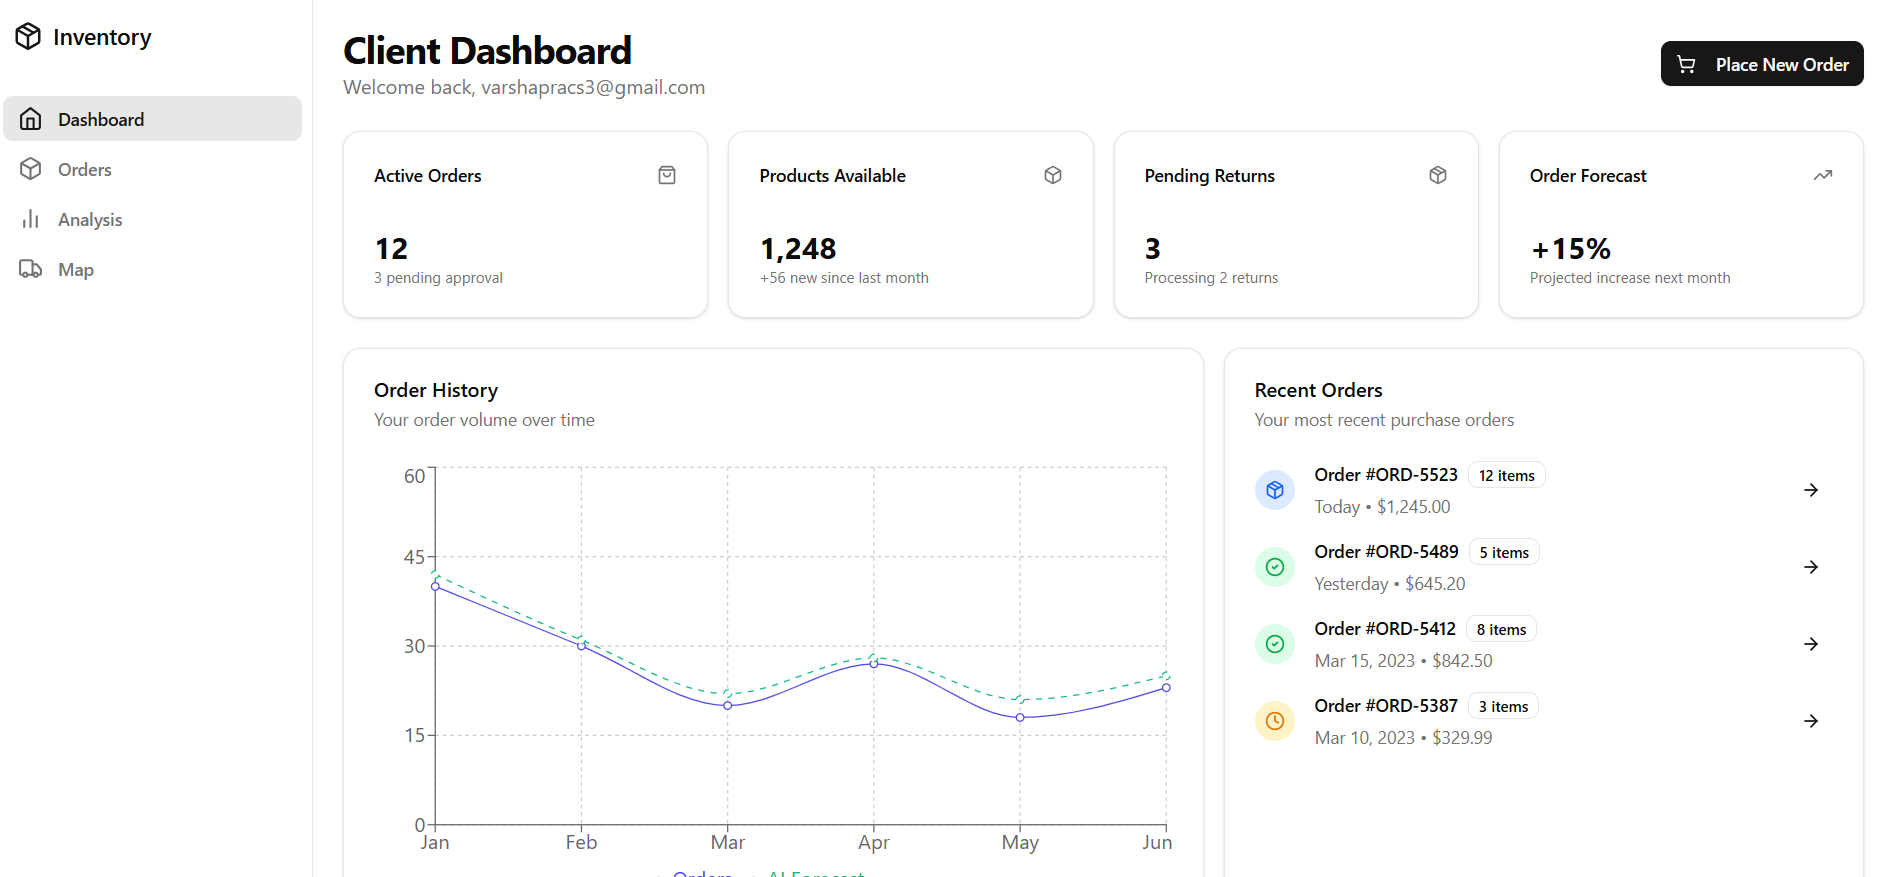 Inventory
Dashboard
Orders
Analysis
Map
Client Dashboard
Welcome back, varshapracs3@gmail.com
Place New Order
Active Orders
12
3 pending approval
Products Available
1,248
+56 new since last month
Pending Returns
3
Processing 2 returns
Order Forecast
+15%
Projected increase next month
Order History
Your order volume over time
60
45
30
15
0
Jan Feb Mar Apr May Jun
Orders AI Forecast
Recent Orders
Your most recent purchase orders
Order #ORD-5523 12 items
Today • $1,245.00
Order #ORD-5489 5 items
Yesterday • $645.20
Order #ORD-5412 8 items
Mar 15, 2023 • $842.50
Order #ORD-5387 3 items
Mar 10, 2023 • $329.99